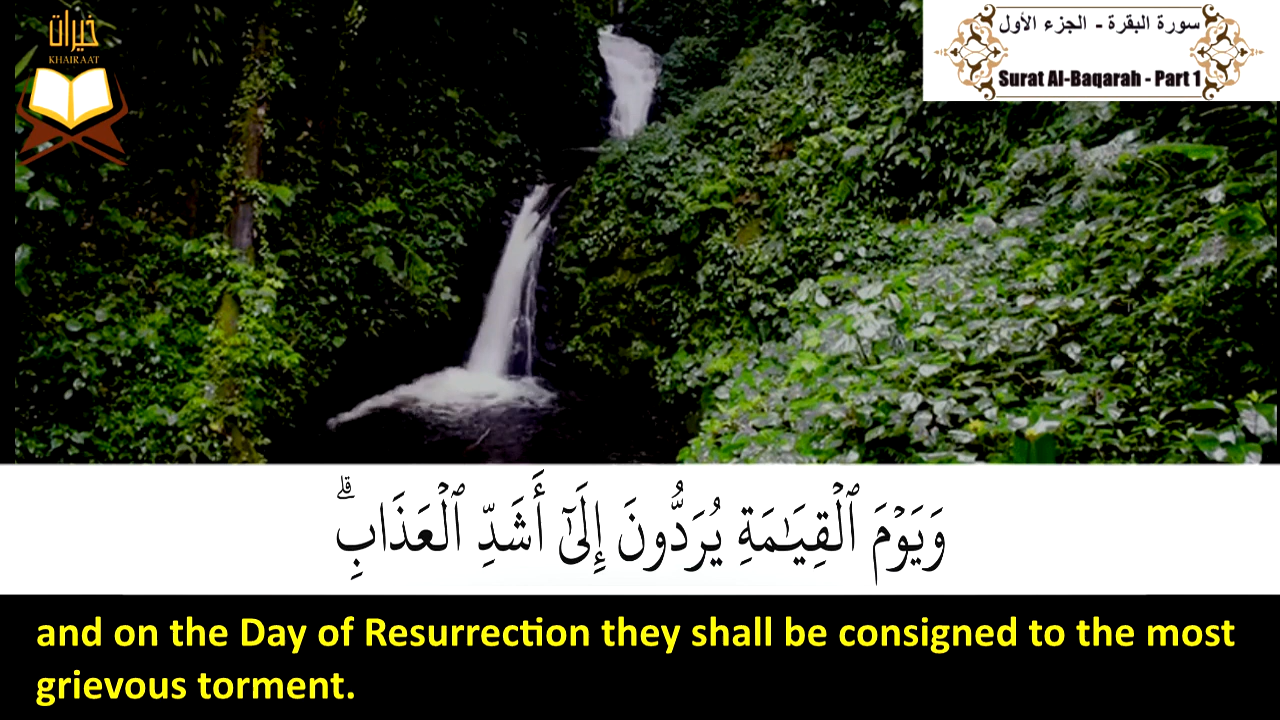 خيرات
KHAIRAAT
سورة البقرة - الجزء الأول
Surat Al-Baqarah - Part 1
وَيَوْمَ ٱلْقِيَـٰمَةِ يُرَدُّونَ إِلَىٰٓ أَشَدِّ ٱلْعَذَابِ ۗ
and on the Day of Resurrection they shall be consigned to the most
grievous torment.